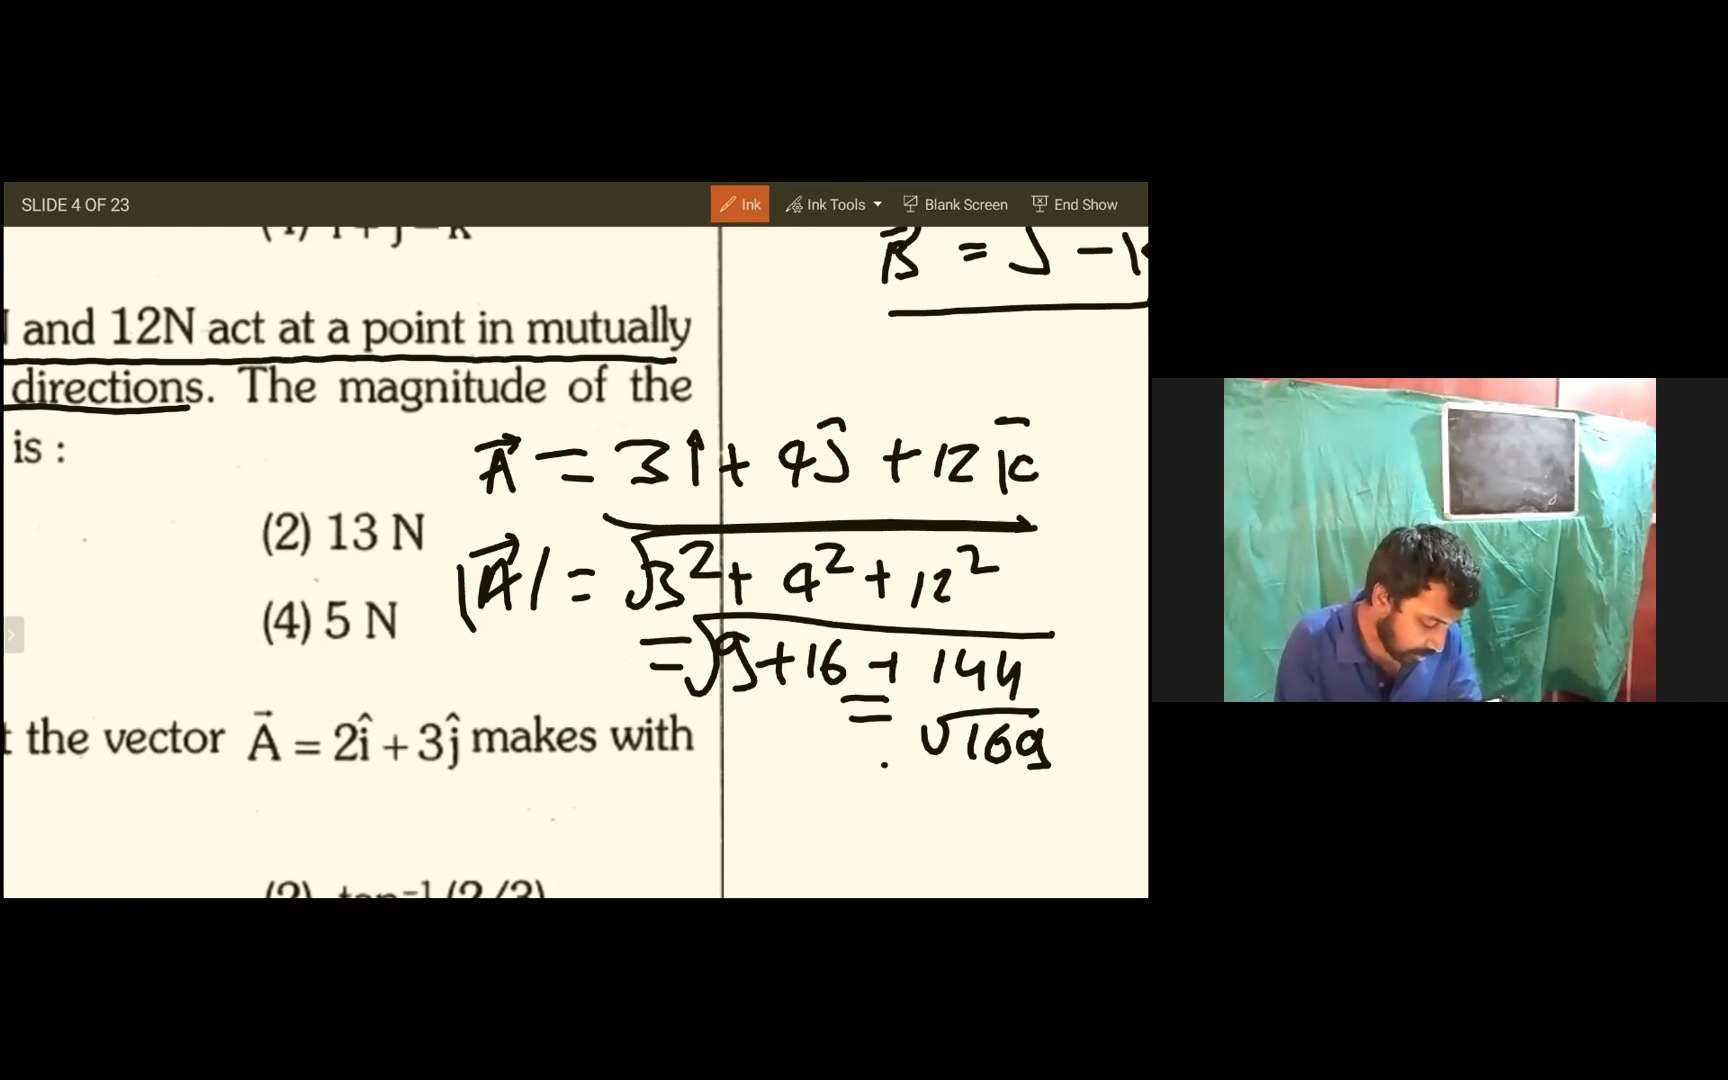 SLIDE 4 OF 23
Ink
Ink Tools
Blank Screen
End Show
and 12N act at a point in mutually
directions. The magnitude of the
is :
(2) 13 N
(4) 5 N
the vector A⃗ = 2î + 3ĵ makes with
B⃗ = J - K
A⃗ = 3î + 4ĵ + 12 k̄
|A⃗| = √3² + 4² + 12²
= √9 + 16 + 144
= √169